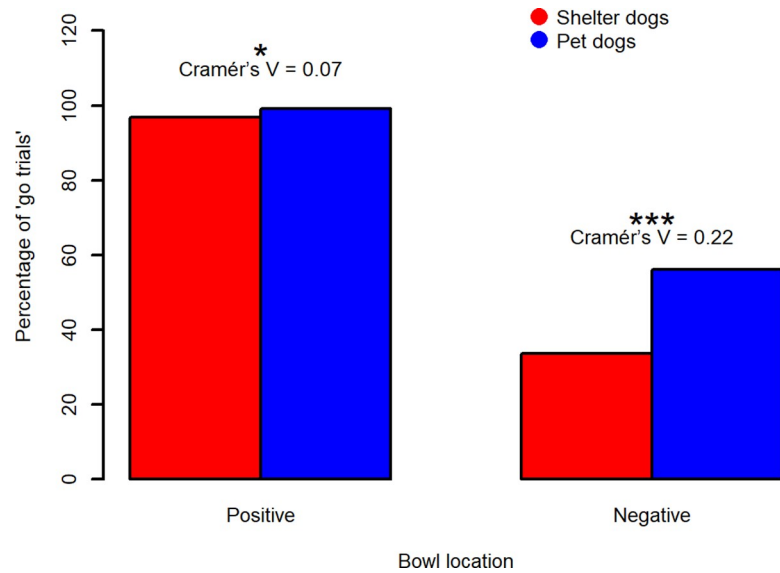 Shelter dogs
Pet dogs
120
100
80
60
40
20
0
Percentage of 'go trials'
*
Cramér's V = 0.07
***
Cramér's V = 0.22
Positive
Negative
Bowl location